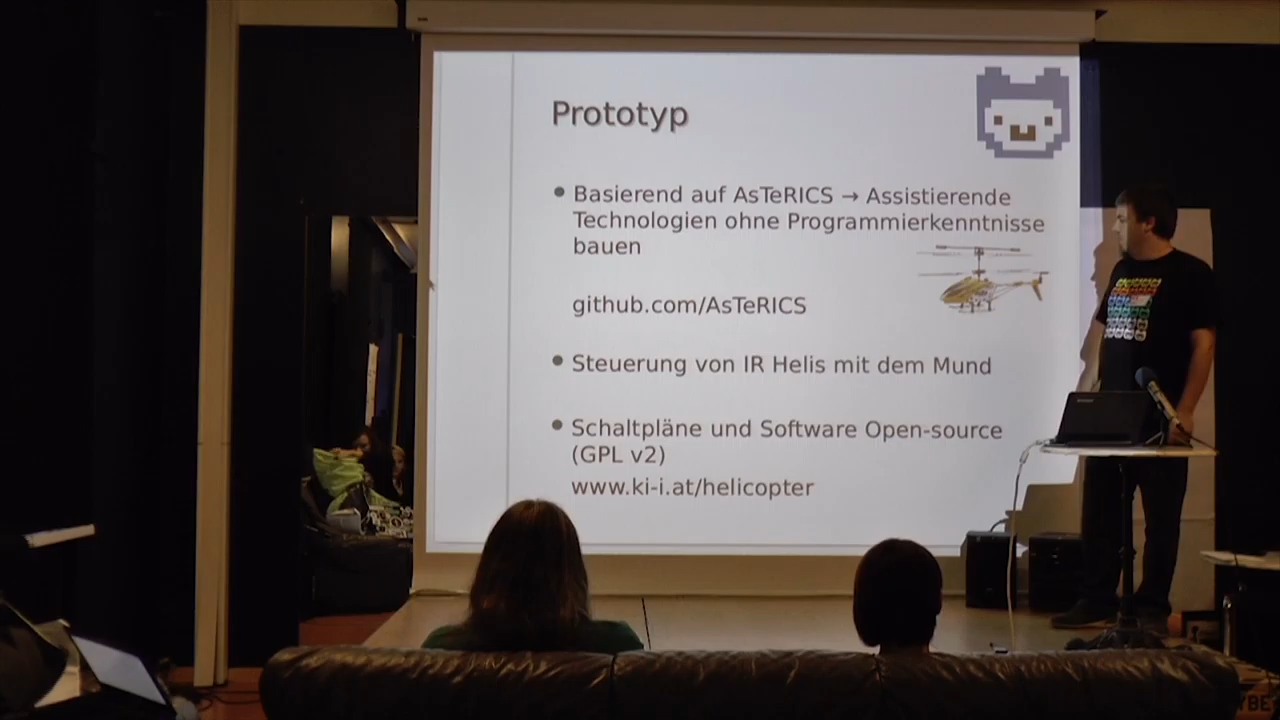 Prototyp
• Basierend auf AsTeRICS → Assistierende
Technologien ohne Programmierkenntnisse
bauen
github.com/AsTeRICS
• Steuerung von IR Helis mit dem Mund
• Schaltpläne und Software Open-source
(GPL v2)
www.ki-i.at/helicopter